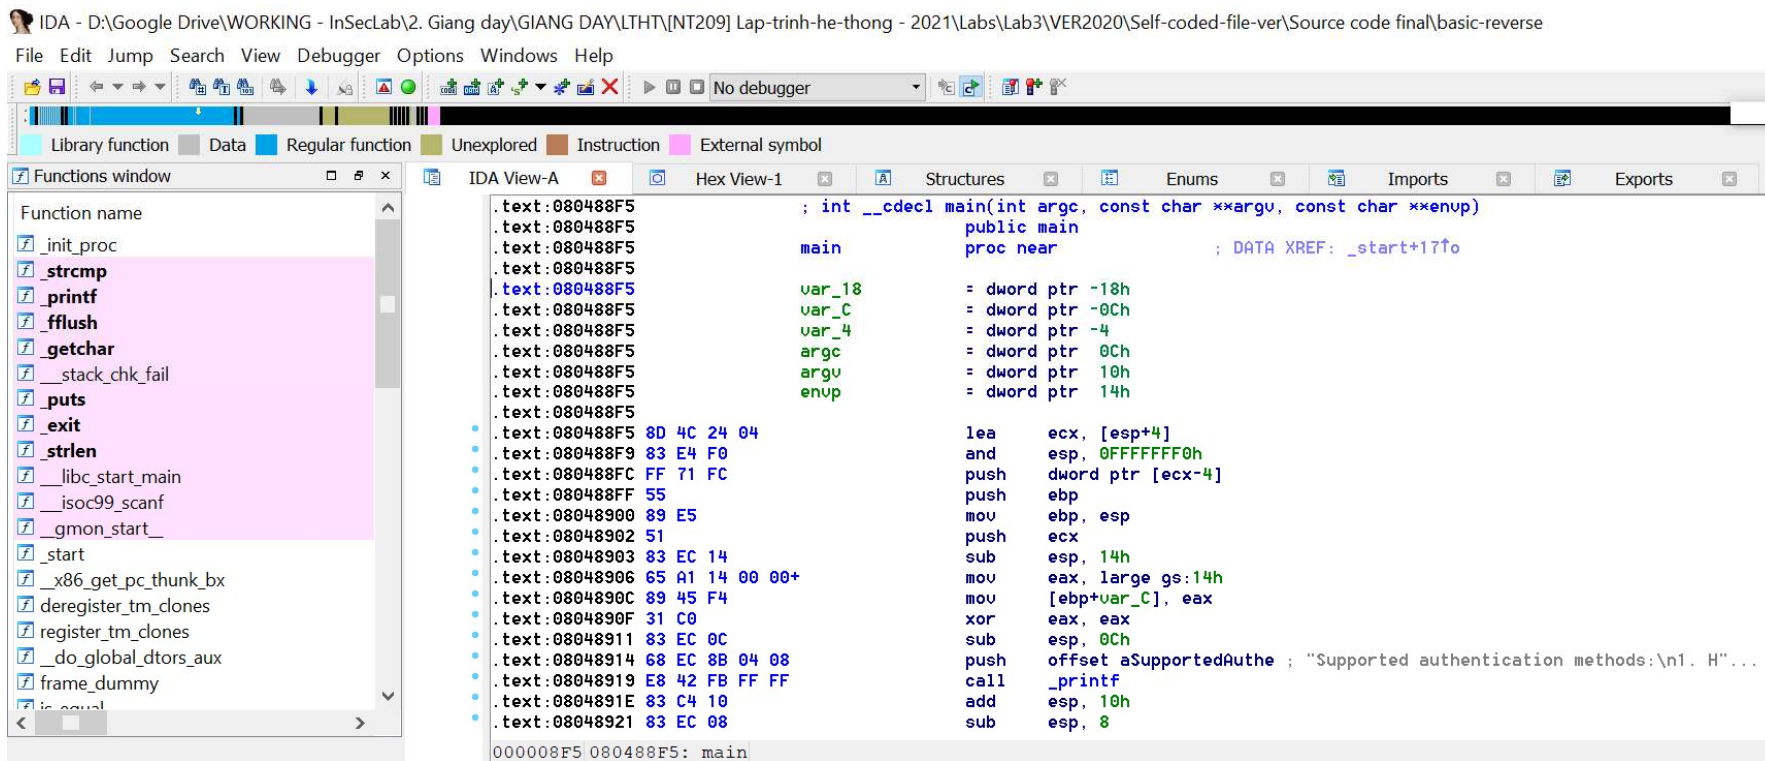 IDA - D:\Google Drive\WORKING - InSecLab\2. Giang day\GIANG DAY\LTHT\[NT209] Lap-trinh-he-thong - 2021\Labs\Lab3\VER2020\Self-coded-file-ver\Source code final\basic-reverse
File Edit Jump Search View Debugger Options Windows Help
No debugger
Library function Data Regular function Unexplored Instruction External symbol
Functions window
IDA View-A Hex View-1 Structures Enums Imports Exports
Function name
_init_proc
_strcmp
_printf
_fflush
_getchar
___stack_chk_fail
_puts
_exit
_strlen
___libc_start_main
___isoc99_scanf
__gmon_start__
_start
__x86_get_pc_thunk_bx
deregister_tm_clones
register_tm_clones
__do_global_dtors_aux
frame_dummy
is_equal
.text:080488F5 ; int __cdecl main(int argc, const char **argv, const char **envp)
.text:080488F5 public main
.text:080488F5 main proc near ; DATA XREF: _start+17↑o
.text:080488F5
.text:080488F5 var_18 = dword ptr -18h
.text:080488F5 var_C = dword ptr -0Ch
.text:080488F5 var_4 = dword ptr -4
.text:080488F5 argc = dword ptr 0Ch
.text:080488F5 argv = dword ptr 10h
.text:080488F5 envp = dword ptr 14h
.text:080488F5
.text:080488F5 8D 4C 24 04 lea ecx, [esp+4]
.text:080488F9 83 E4 F0 and esp, 0FFFFFFF0h
.text:080488FC FF 71 FC push dword ptr [ecx-4]
.text:080488FF 55 push ebp
.text:08048900 89 E5 mov ebp, esp
.text:08048902 51 push ecx
.text:08048903 83 EC 14 sub esp, 14h
.text:08048906 65 A1 14 00 00+ mov eax, large gs:14h
.text:0804890C 89 45 F4 mov [ebp+var_C], eax
.text:0804890F 31 C0 xor eax, eax
.text:08048911 83 EC 0C sub esp, 0Ch
.text:08048914 68 EC 8B 04 08 push offset aSupportedAuthe ; "Supported authentication methods:\n1. H"...
.text:08048919 E8 42 FB FF FF call _printf
.text:0804891E 83 C4 10 add esp, 10h
.text:08048921 83 EC 08 sub esp, 8
000008F5 080488F5: main